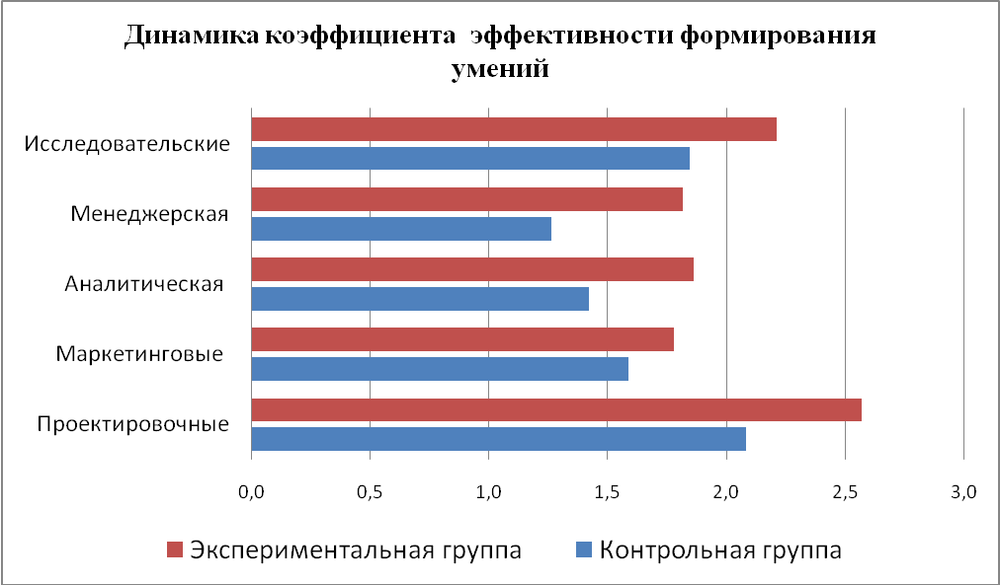 Динамика коэффициента эффективности формирования
умений
Исследовательские
Менеджерская
Аналитическая
Маркетинговые
Проектировочные
0,0 0,5 1,0 1,5 2,0 2,5 3,0
Экспериментальная группа Контрольная группа